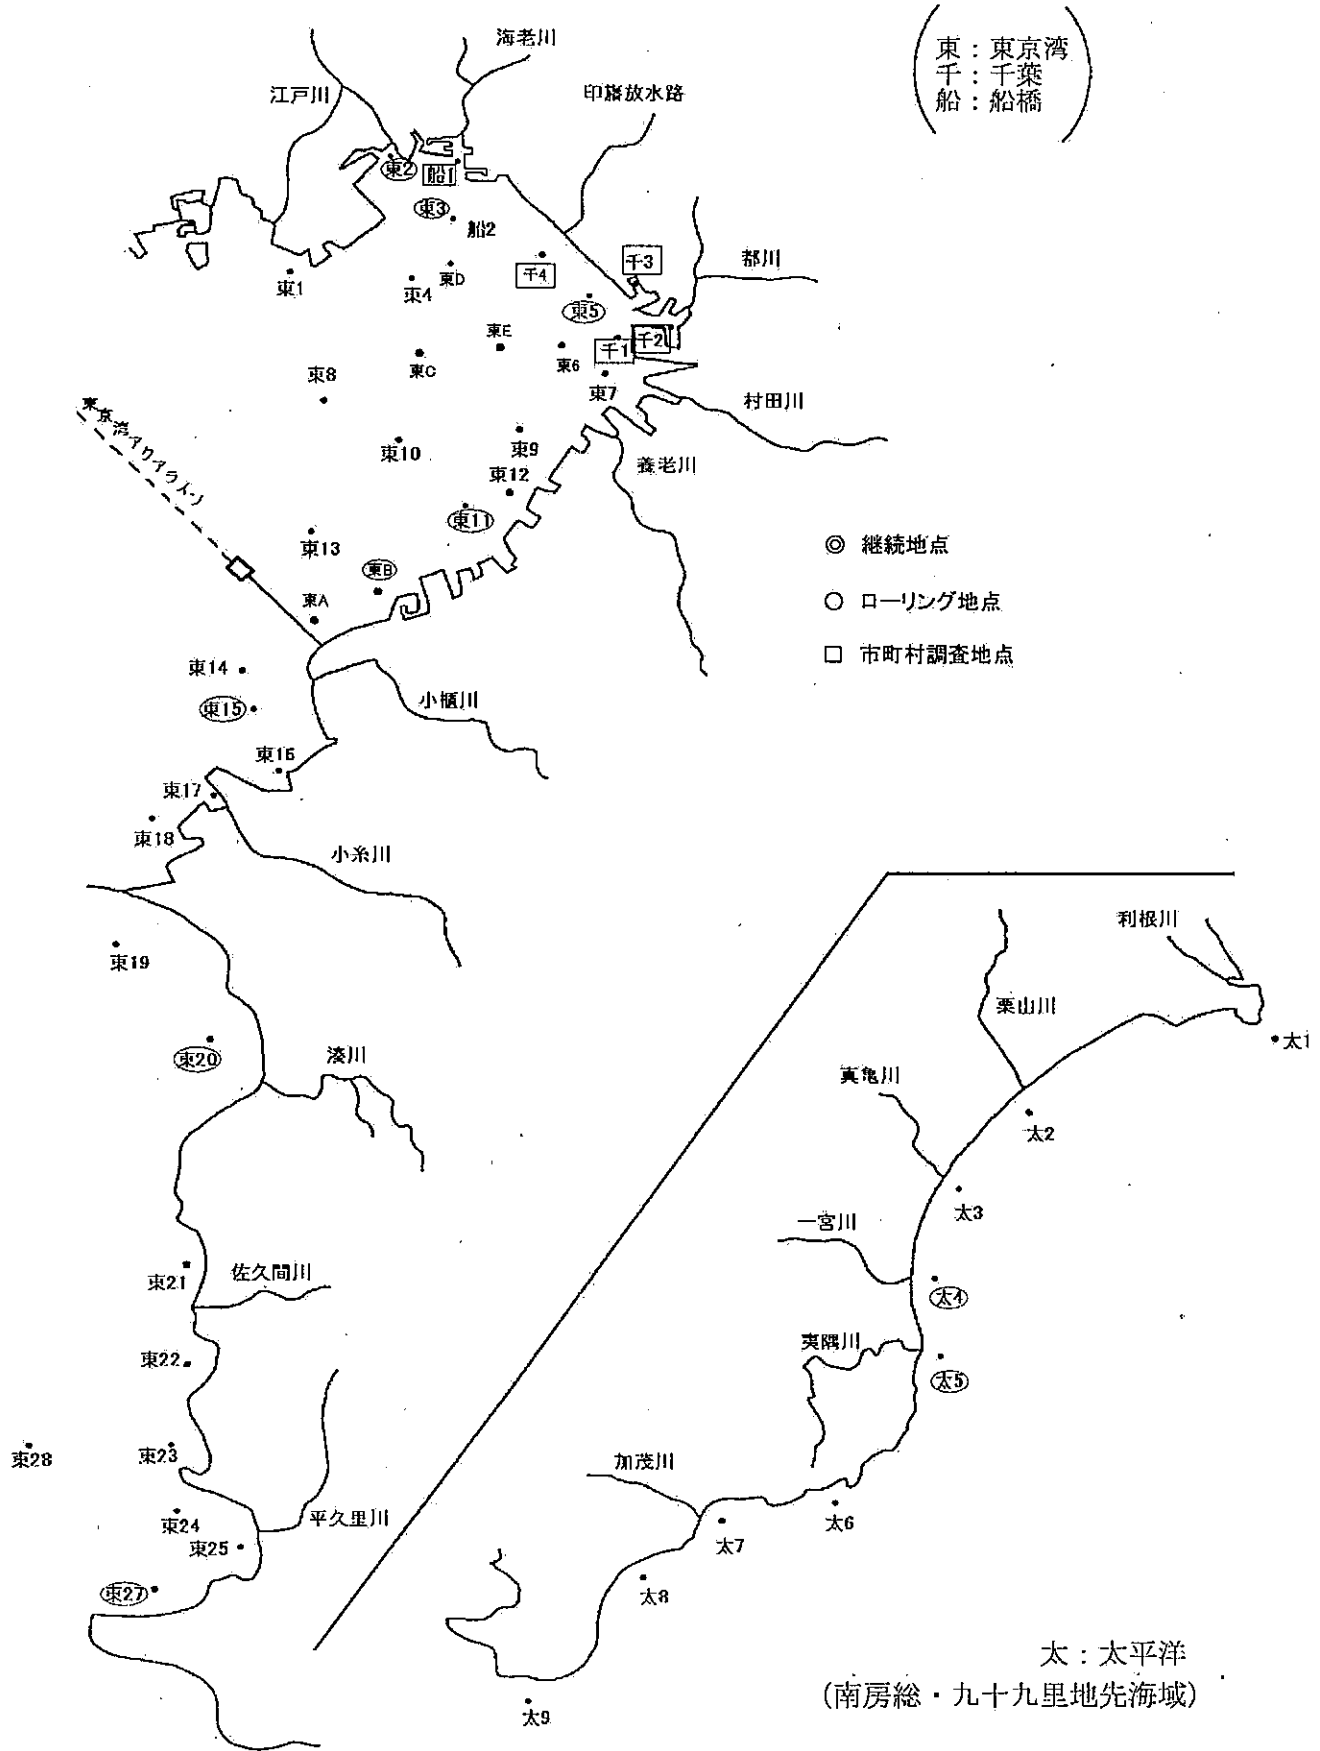 東：東京湾
千：千葉
船：船橋
海老川
江戸川
印旛放水路
東2
船1
東3
船2
都川
千3
千4
東D
東1
東4
東5
東E
千2
千1
東C
東6
東8
東7
村田川
東京湾アクアライン
東10
東9
養老川
東12
東11
東13
◎ 継続地点
東B
○ ローリング地点
東A
□ 市町村調査地点
東14
小櫃川
東15
東16
東17
東18
小糸川
利根川
東19
栗山川
太1
東20
湊川
真亀川
太2
太3
一宮川
東21
佐久間川
太4
夷隅川
東22
太5
東28
東23
加茂川
東24
平久里川
太6
東25
太7
東27
太8
太：太平洋
(南房総・九十九里地先海域)
太9